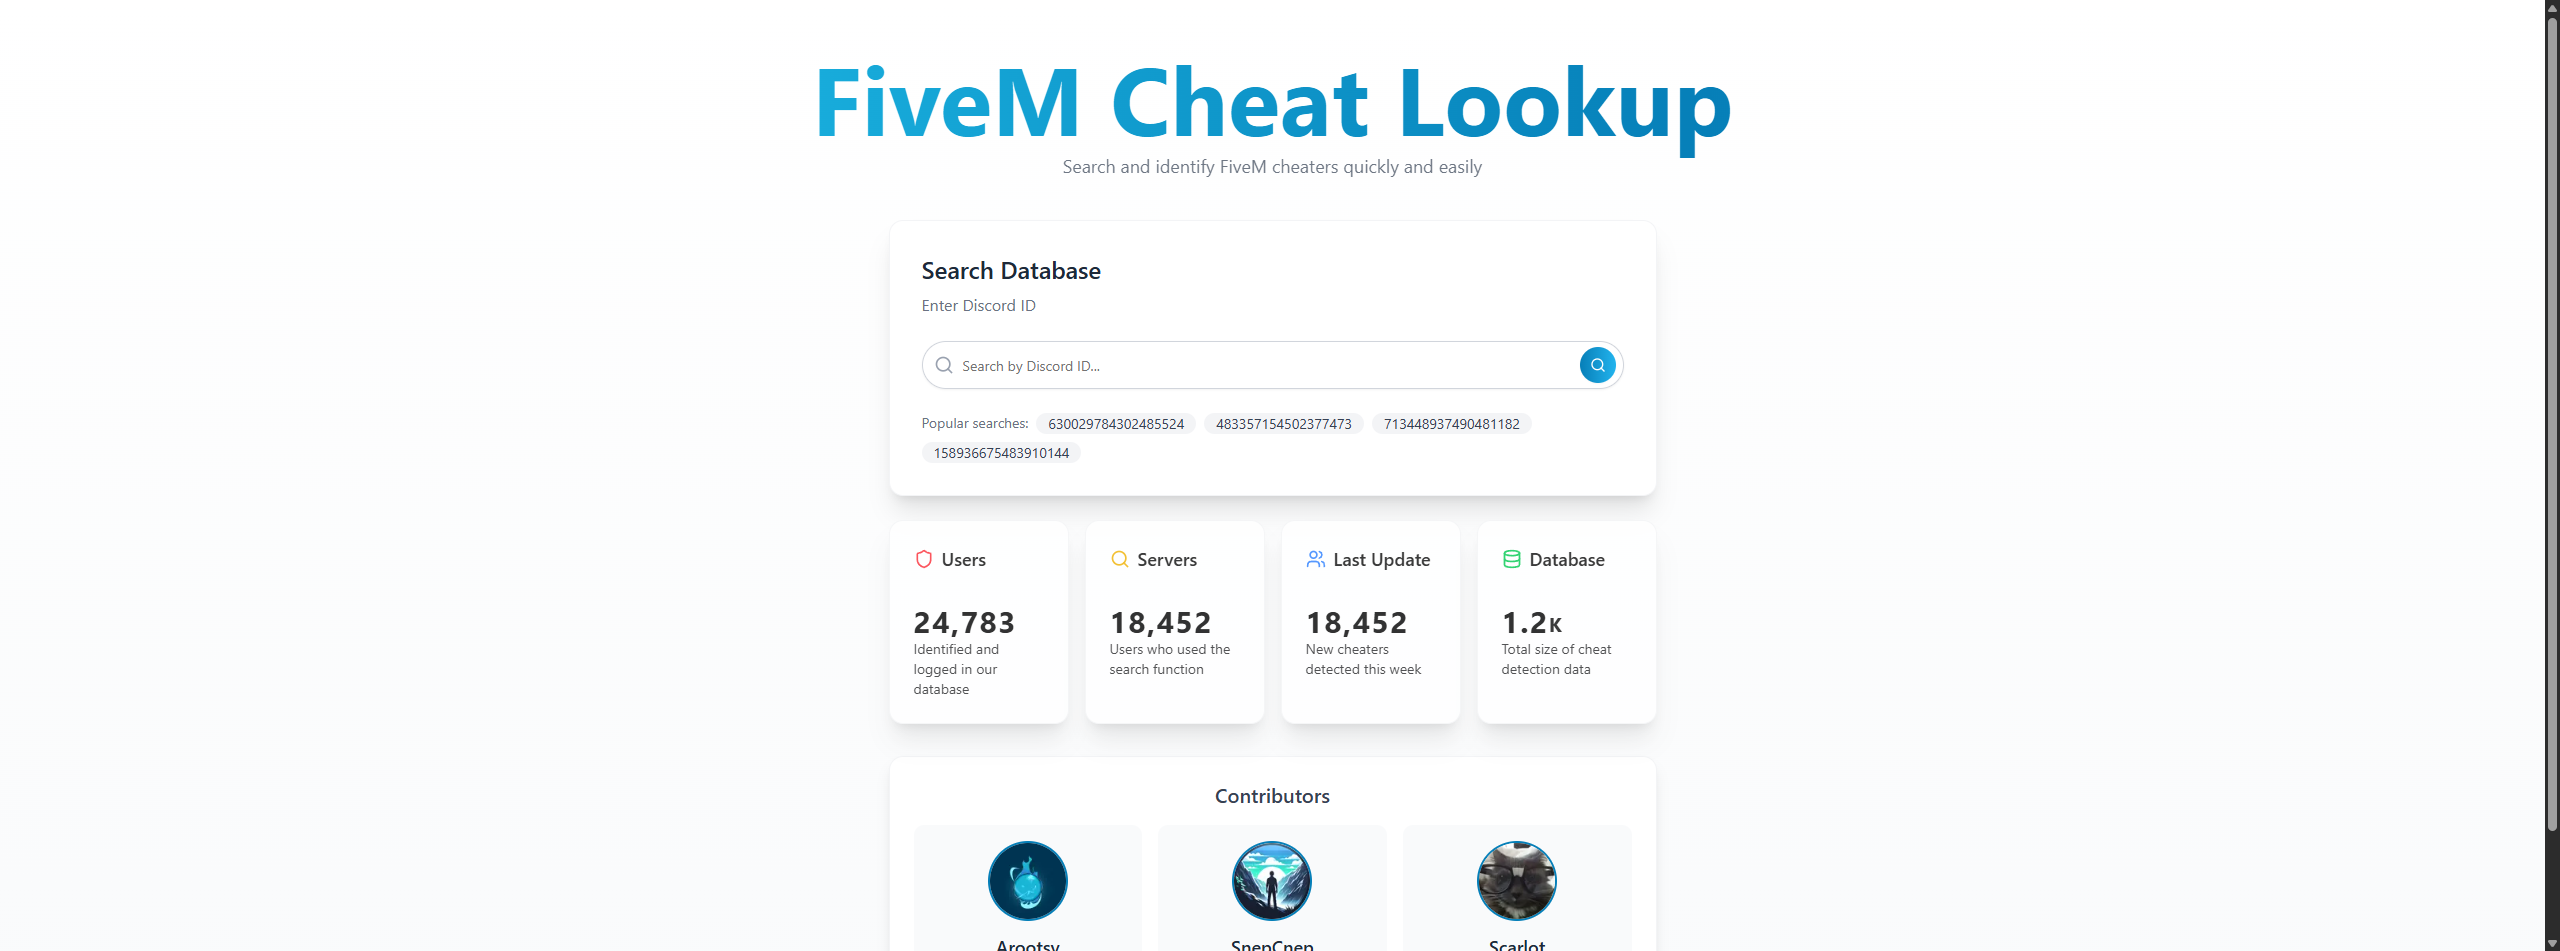 FiveM Cheat Lookup
Search and identify FiveM cheaters quickly and easily
Search Database
Enter Discord ID
Search by Discord ID...
Popular searches: 630029784302485524 483357154502377473 713448937490481182
158936675483910144
Users
24,783
Identified and
logged in our
database
Servers
18,452
Users who used the
search function
Last Update
18,452
New cheaters
detected this week
Database
1.2K
Total size of cheat
detection data
Contributors
Arootsy
SnepCnep
Scarlot